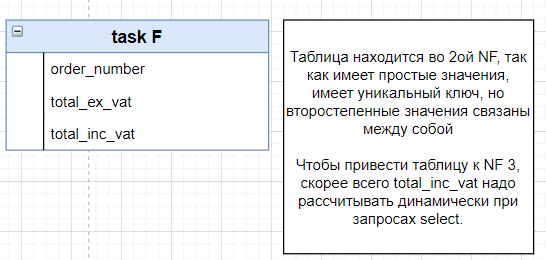 task F
order_number
total_ex_vat
total_inc_vat
Таблица находится во 2ой NF, так
как имеет простые значения,
имеет уникальный ключ, но
второстепенные значения связаны
между собой
Чтобы привести таблицу к NF 3,
скорее всего total_inc_vat надо
рассчитывать динамически при
запросах select.